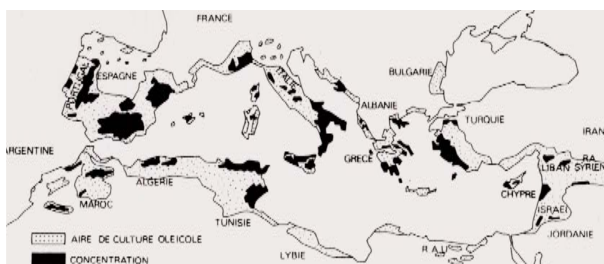 FRANCE
PORTUGAL
ESPAGNE
ITALIE
BULGARIE
ALBANIE
TURQUIE
IRAN
ARGENTINE
GRECE
LIBAN
R.A.
SYRIEN
CHYPRE
ALGERIE
MAROC
ISRAEL
TUNISIE
JORDANIE
LYBIE
R A U
AIRE DE CULTURE OLEICOLE
CONCENTRATION